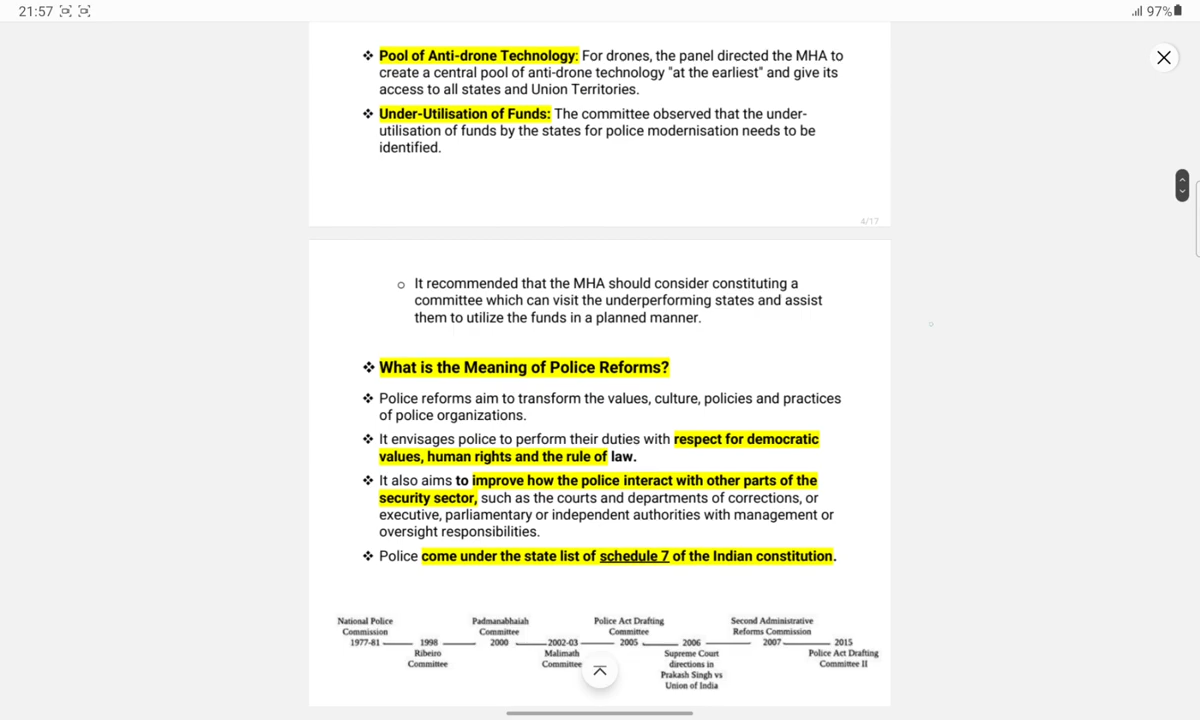 21:57
97%
❖ Pool of Anti-drone Technology: For drones, the panel directed the MHA to
create a central pool of anti-drone technology "at the earliest" and give its
access to all states and Union Territories.
❖ Under-Utilisation of Funds: The committee observed that the under-
utilisation of funds by the states for police modernisation needs to be
identified.
4/17
o It recommended that the MHA should consider constituting a
committee which can visit the underperforming states and assist
them to utilize the funds in a planned manner.
❖ What is the Meaning of Police Reforms?
❖ Police reforms aim to transform the values, culture, policies and practices
of police organizations.
❖ It envisages police to perform their duties with respect for democratic
values, human rights and the rule of law.
❖ It also aims to improve how the police interact with other parts of the
security sector, such as the courts and departments of corrections, or
executive, parliamentary or independent authorities with management or
oversight responsibilities.
❖ Police come under the state list of schedule 7 of the Indian constitution.
National Police
Commission
1977-81
1998
Ribeiro
Committee
Padmanabhaiah
Committee
2000
2002-03
Malimath
Committee
Police Act Drafting
Committee
2005
2006
Supreme Court
directions in
Prakash Singh vs
Union of India
Second Administrative
Reforms Commission
2007
2015
Police Act Drafting
Committee II